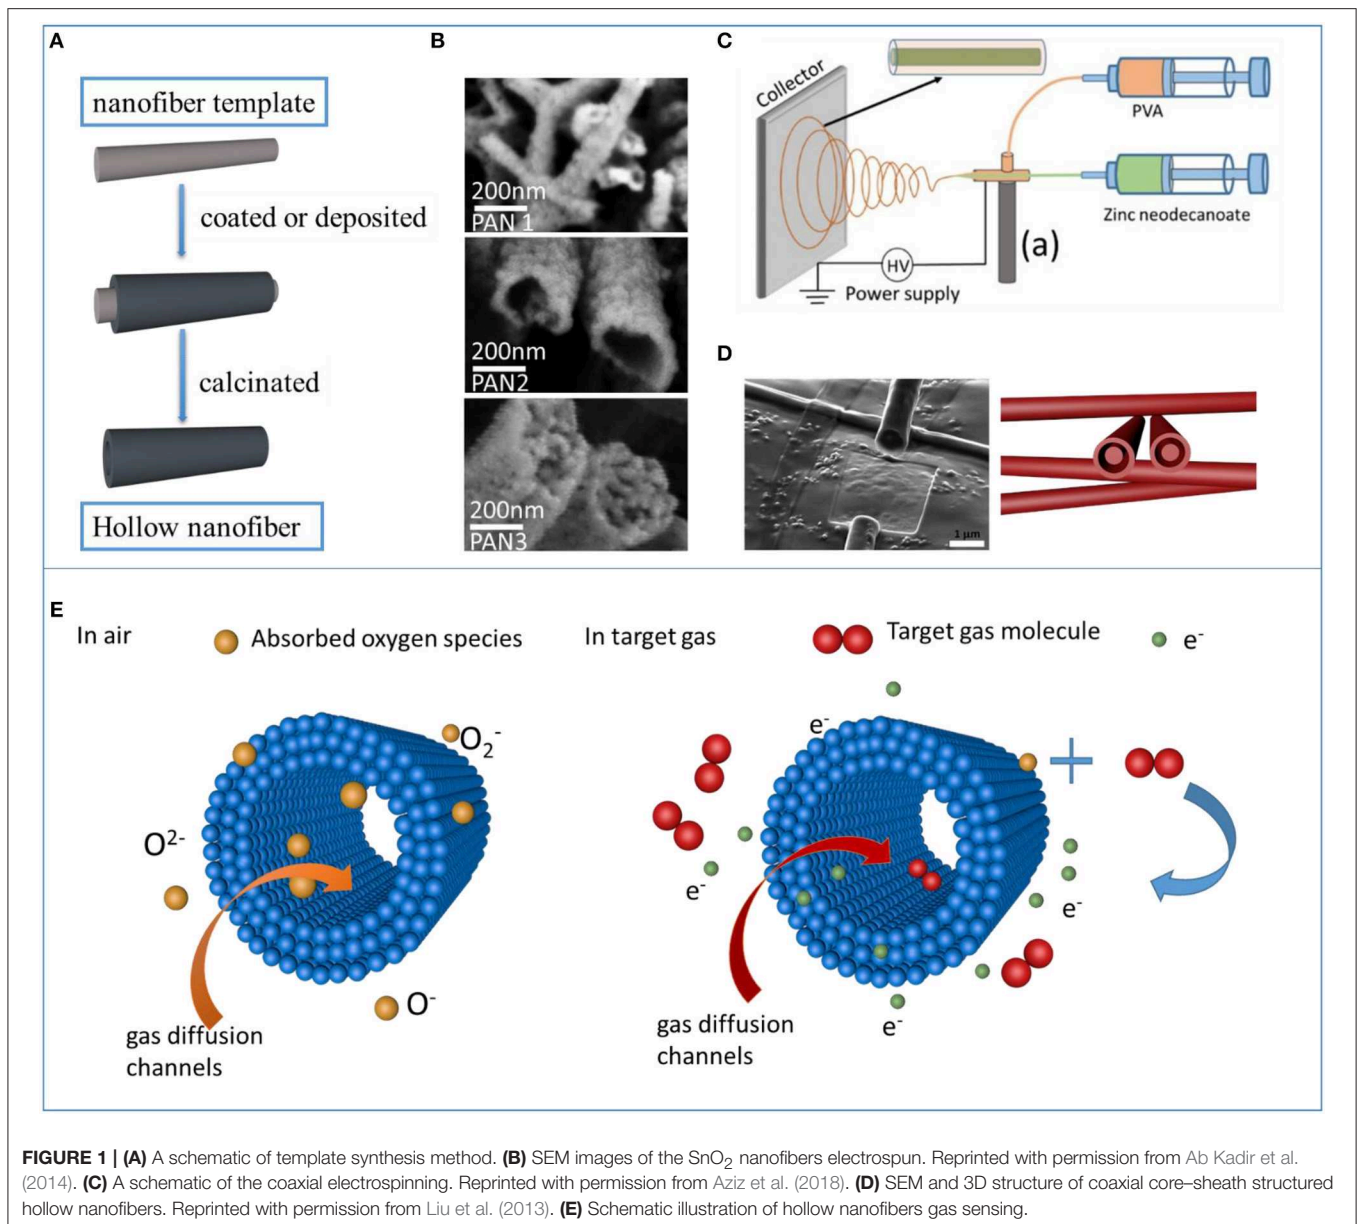 A
nanofiber template
coated or deposited
calcinated
Hollow nanofiber
B
200nm
PAN 1
200nm
PAN2
200nm
PAN3
C
Collector
PVA
Zinc neodecanoate
(a)
HV
Power supply
D
1 μm
E
In air
Absorbed oxygen species
In target gas
Target gas molecule
e⁻
O₂⁻
O²⁻
O⁻
gas diffusion
channels
e⁻
e⁻
e⁻
e⁻
gas diffusion
channels
FIGURE 1 | (A) A schematic of template synthesis method. (B) SEM images of the SnO₂ nanofibers electrospun. Reprinted with permission from Ab Kadir et al.
(2014). (C) A schematic of the coaxial electrospinning. Reprinted with permission from Aziz et al. (2018). (D) SEM and 3D structure of coaxial core–sheath structured
hollow nanofibers. Reprinted with permission from Liu et al. (2013). (E) Schematic illustration of hollow nanofibers gas sensing.